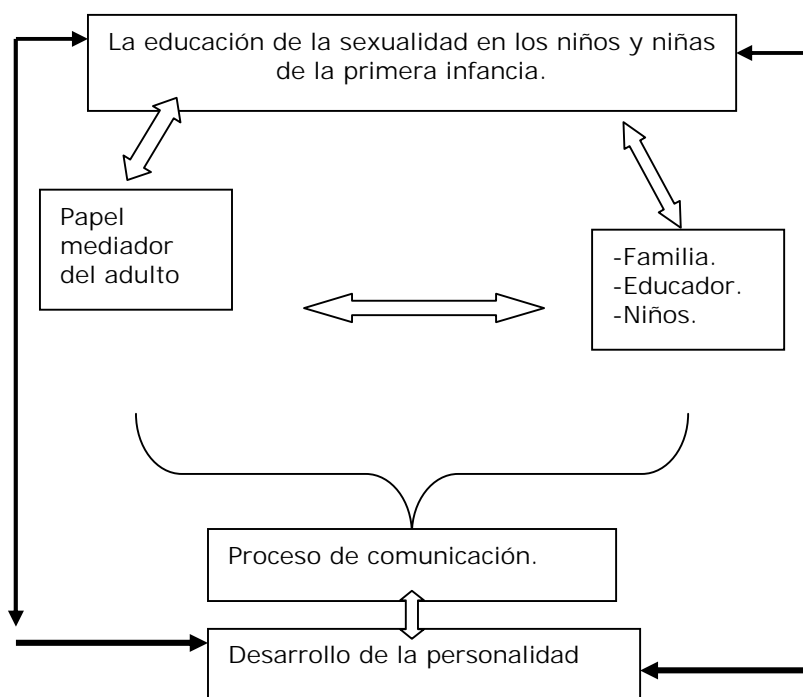 La educación de la sexualidad en los niños y niñas
de la primera infancia.
Papel
mediador
del adulto
-Familia.
-Educador.
-Niños.
Proceso de comunicación.
Desarrollo de la personalidad